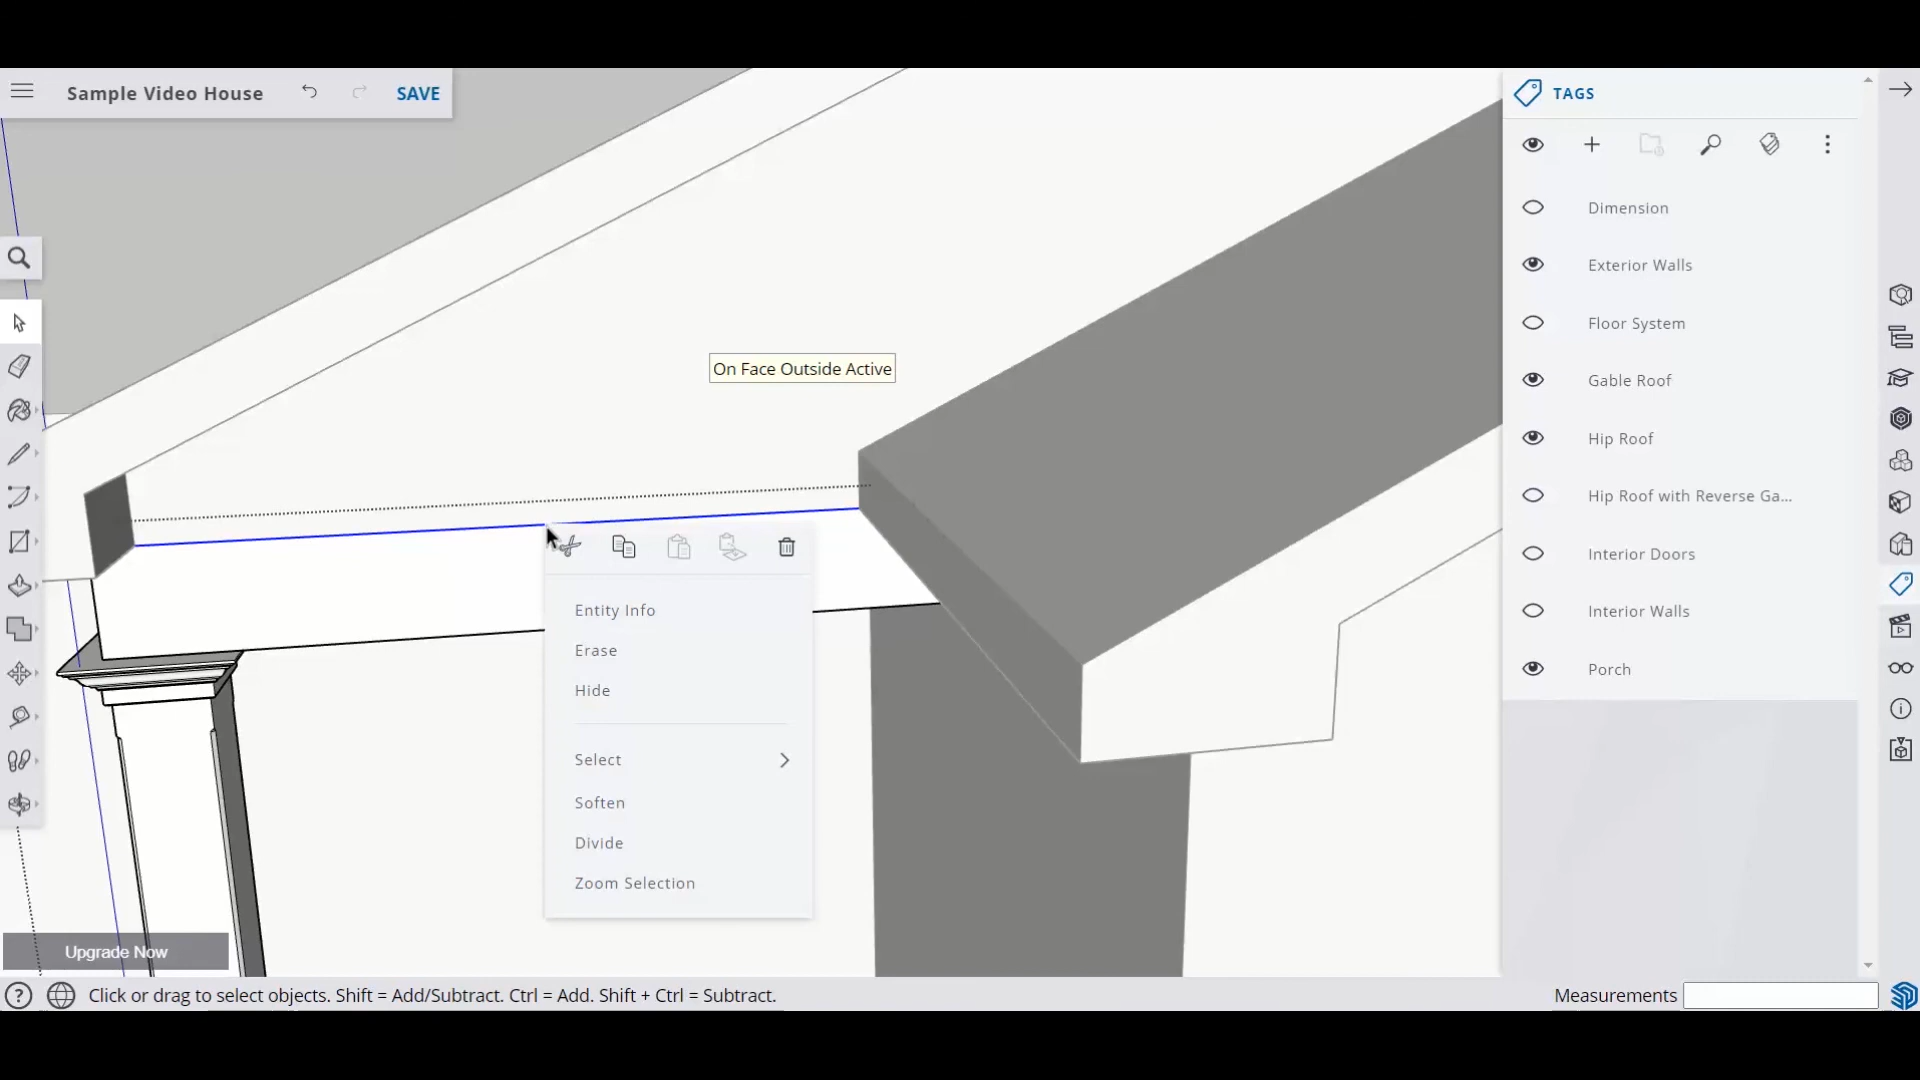 Sample Video House
SAVE
TAGS
Dimension
Exterior Walls
Floor System
Gable Roof
Hip Roof
Hip Roof with Reverse Ga...
Interior Doors
Interior Walls
Porch
On Face Outside Active
Entity Info
Erase
Hide
Select
Soften
Divide
Zoom Selection
Upgrade Now
Click or drag to select objects. Shift = Add/Subtract. Ctrl = Add. Shift + Ctrl = Subtract.
Measurements